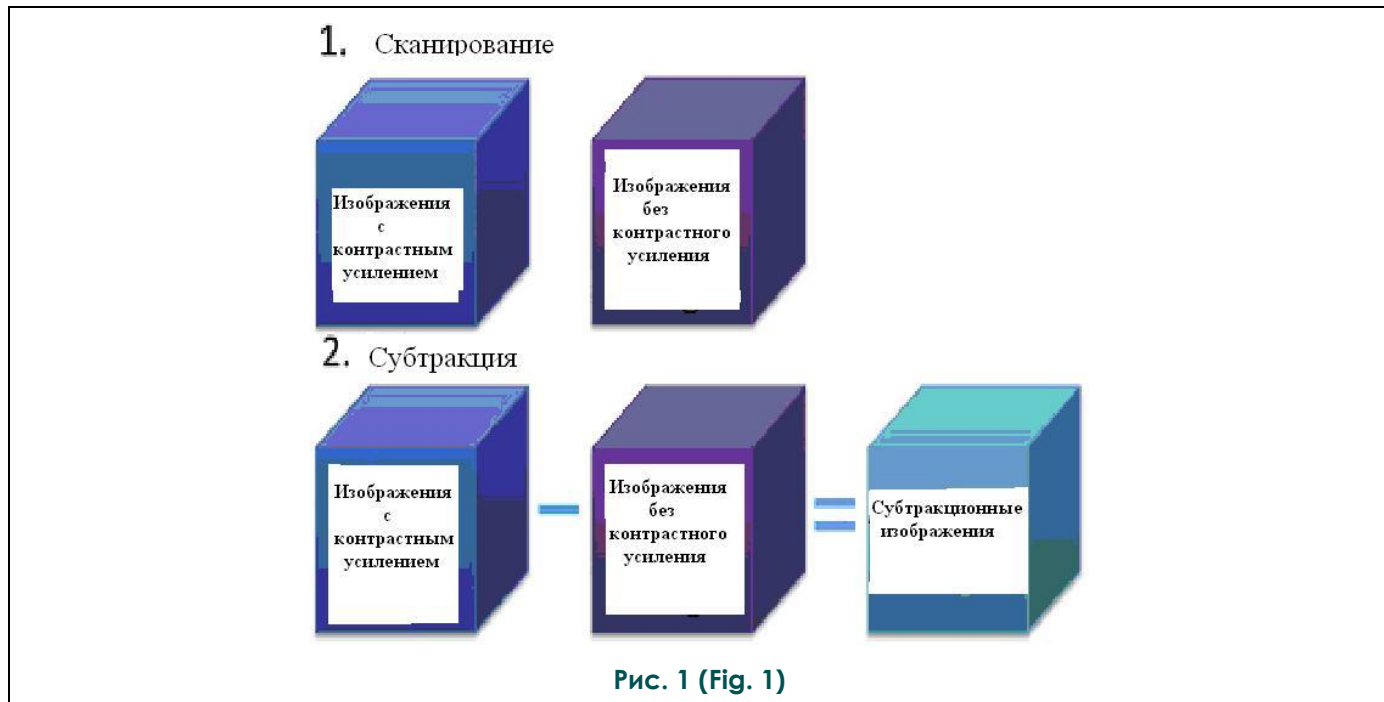 1. Сканирование
Изображения
с
контрастным
усилением
Изображения
без
контрастного
усиления
2. Субтракция
Изображения
с
контрастным
усилением
Изображения
без
контрастного
усиления
Субтракционные
изображения
Рис. 1 (Fig. 1)